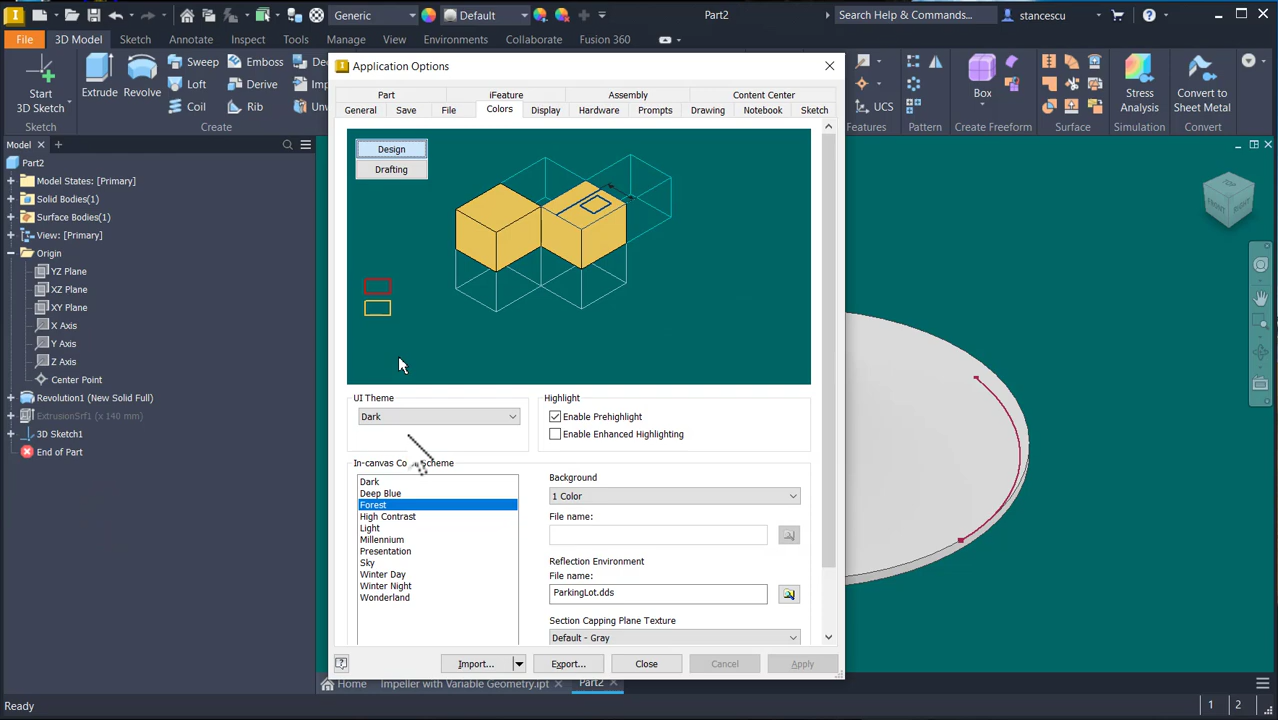 Generic
Default
Part2
Search Help & Commands...
stancescu
File
3D Model
Sketch
Annotate
Inspect
Tools
Manage
View
Environments
Collaborate
Fusion 360
Start
3D Sketch
Extrude
Revolve
Sweep
Loft
Coil
Emboss
Derive
Rib
UCS
Box
Stress
Analysis
Convert to
Sheet Metal
Sketch
Create
Features
Pattern
Create Freeform
Surface
Simulation
Convert
Model
Part2
Model States: [Primary]
Solid Bodies(1)
Surface Bodies(1)
View: [Primary]
Origin
YZ Plane
XZ Plane
XY Plane
X Axis
Y Axis
Z Axis
Center Point
Revolution1 (New Solid Full)
ExtrusionSrf1 (x 140 mm)
3D Sketch1
End of Part
Application Options
Part
iFeature
Assembly
Content Center
General
Save
File
Colors
Display
Hardware
Prompts
Drawing
Notebook
Sketch
Design
Drafting
UI Theme
Dark
Highlight
Enable Prehighlight
Enable Enhanced Highlighting
In-canvas Co
cheme
Dark
Deep Blue
Forest
High Contrast
Light
Millennium
Presentation
Sky
Winter Day
Winter Night
Wonderland
Background
1 Color
File name:
Reflection Environment
File name:
ParkingLot.dds
Section Capping Plane Texture
Default - Gray
Import...
Export...
Close
Cancel
Apply
FRONT
RIGHT
Home
Impeller with Variable Geometry.ipt
Part2
Ready
1
2